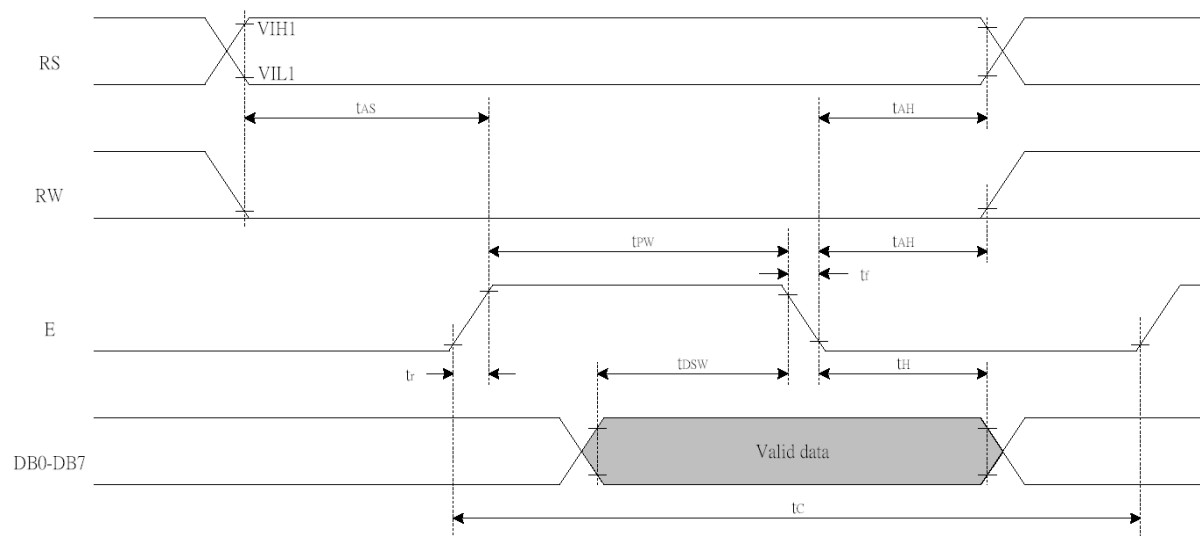 VIH1
RS
VIL1
tAS
tAH
RW
tPW
tAH
tf
E
tr
tDSW
tH
Valid data
DB0-DB7
tC